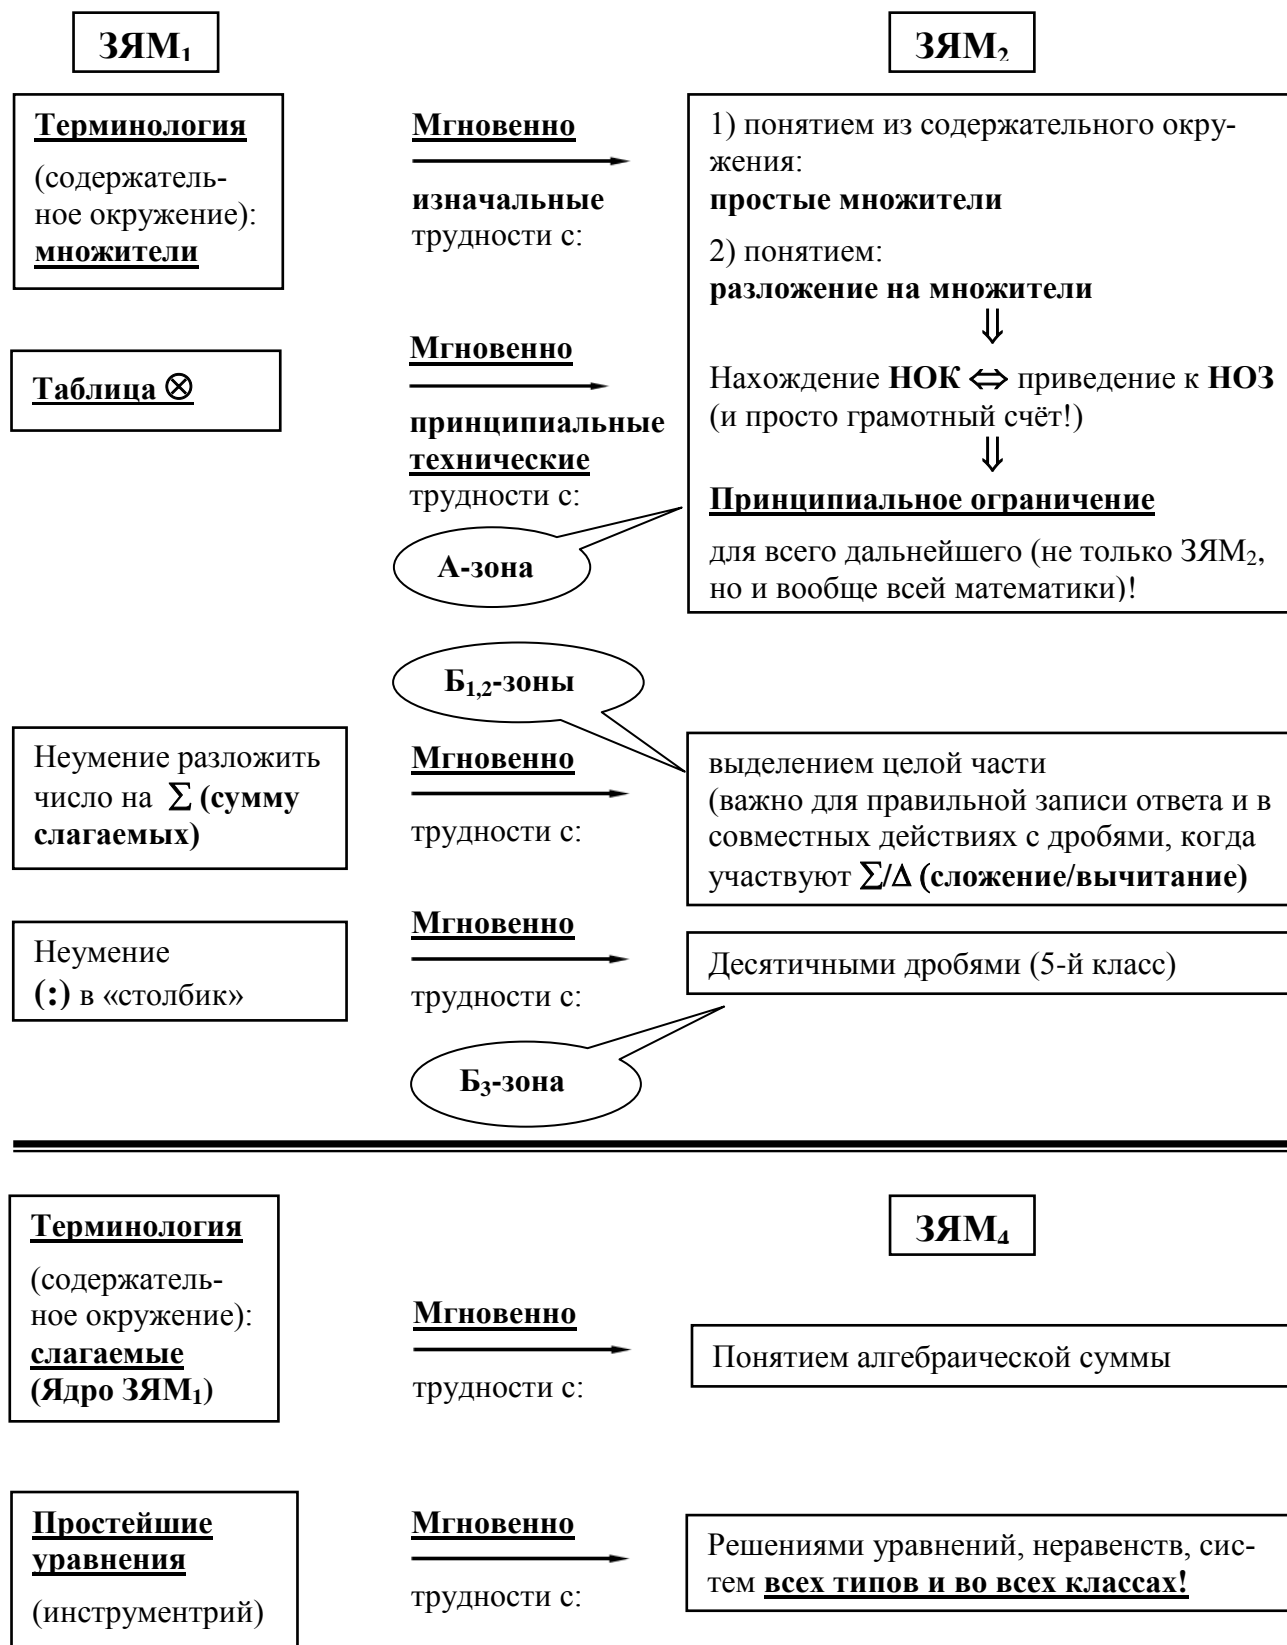 ЗЯМ₁
ЗЯМ₂
Терминология
(содержатель-
ное окружение):
множители
Мгновенно
изначальные
трудности с:
1) понятием из содержательного окру-
жения:
простые множители
2) понятием:
разложение на множители
⇓
Нахождение НОК ⇔ приведение к НОЗ
(и просто грамотный счёт!)
⇓
Принципиальное ограничение
для всего дальнейшего (не только ЗЯМ₂,
но и вообще всей математики)!
Таблица ⊗
Мгновенно
принципиальные
технические
трудности с:
А-зона
Б₁,₂-зоны
Неумение разложить
число на ∑ (сумму
слагаемых)
Мгновенно
трудности с:
выделением целой части
(важно для правильной записи ответа и в
совместных действиях с дробями, когда
участвуют ∑/Δ (сложение/вычитание)
Неумение
(:) в «столбик»
Мгновенно
трудности с:
Десятичными дробями (5-й класс)
Б₃-зона
Терминология
(содержатель-
ное окружение):
слагаемые
(Ядро ЗЯМ₁)
ЗЯМ₄
Мгновенно
трудности с:
Понятием алгебраической суммы
Простейшие
уравнения
(инструментрий)
Мгновенно
трудности с:
Решениями уравнений, неравенств, сис-
тем всех типов и во всех классах!